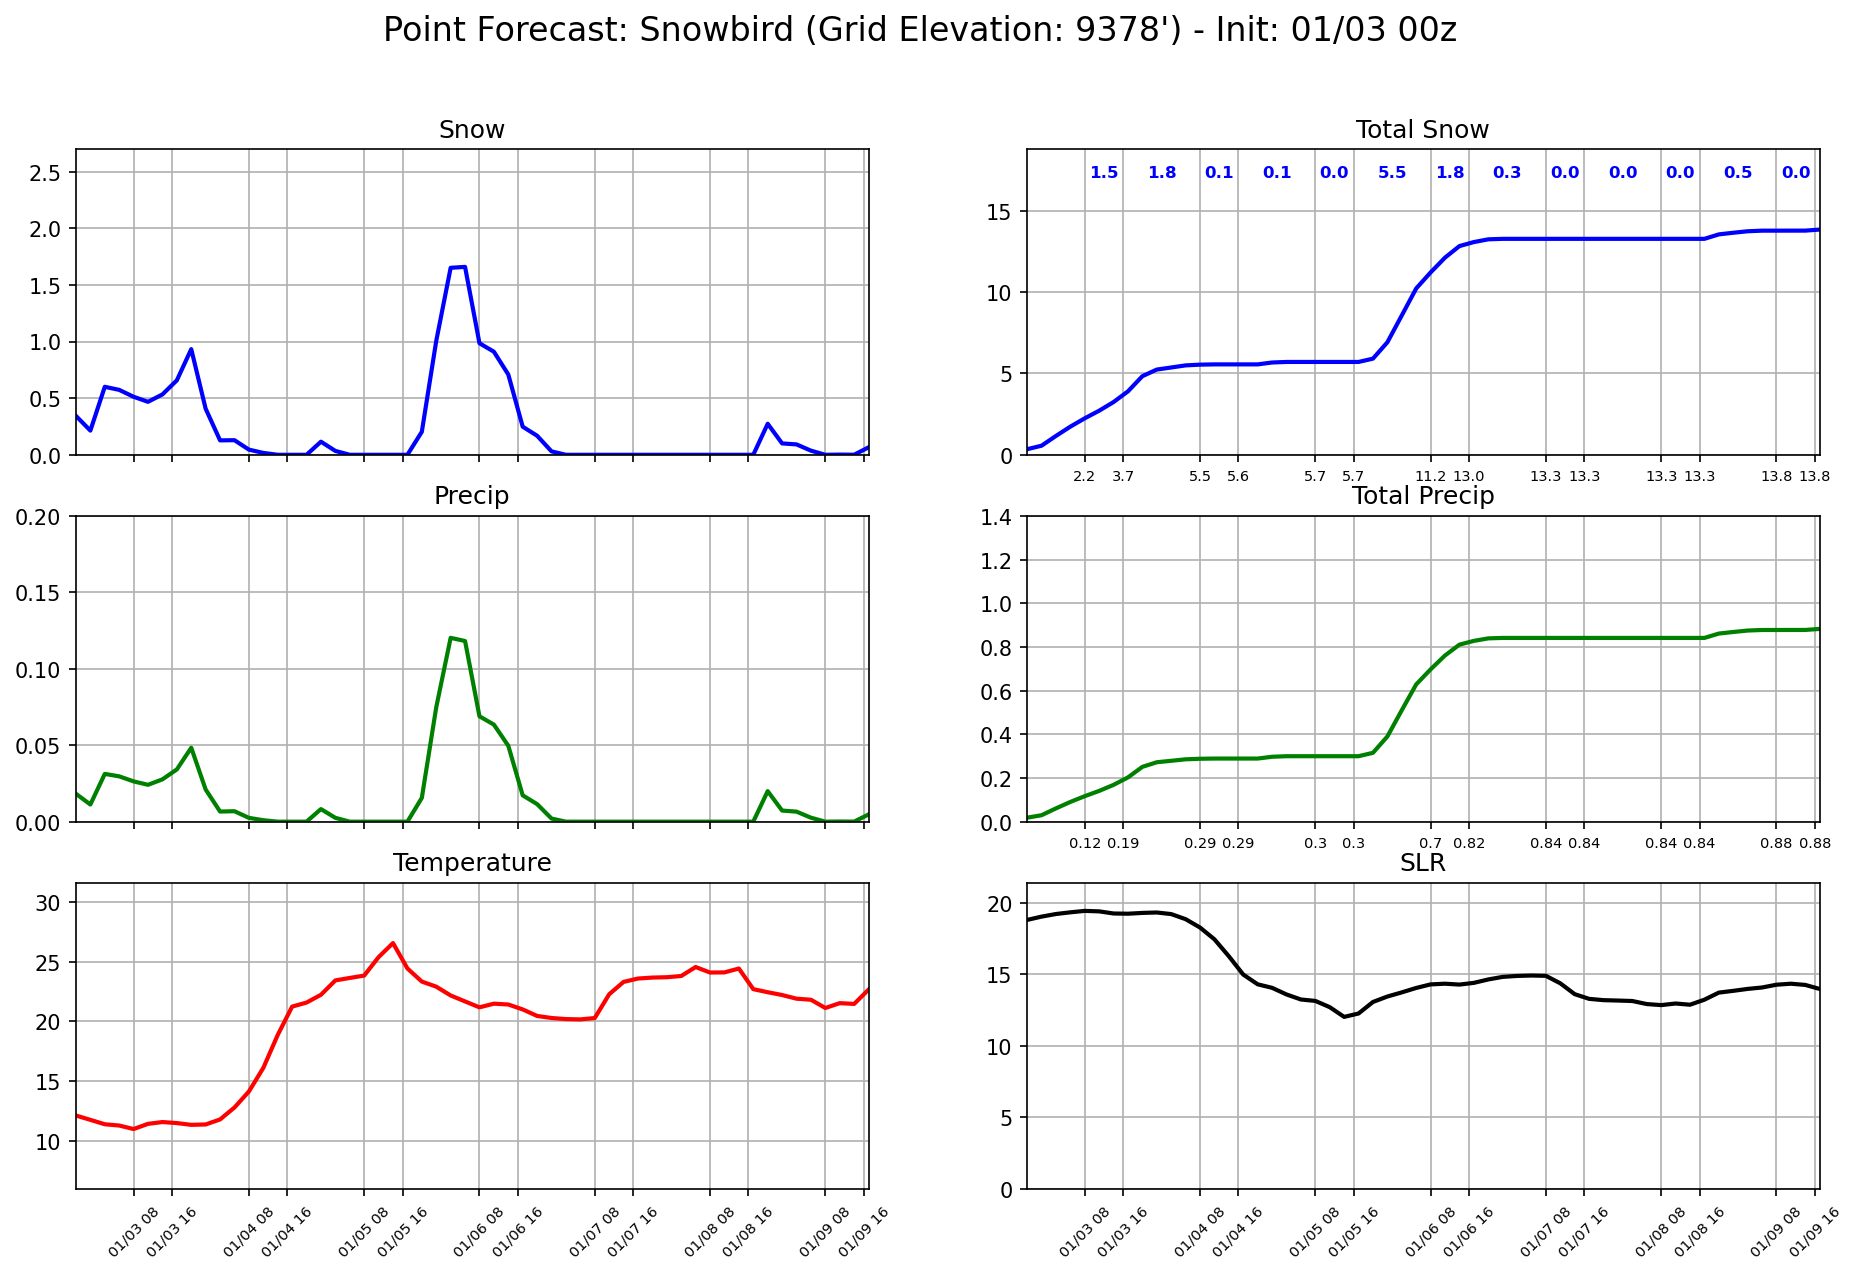 Point Forecast: Snowbird (Grid Elevation: 9378') - Init: 01/03 00z
Snow
2.5
2.0
1.5
1.0
0.5
0.0
Total Snow
1.5 1.8 0.1 0.1 0.0 5.5 1.8 0.3 0.0 0.0 0.0 0.5 0.0
15
10
5
0
2.2 3.7 5.5 5.6 5.7 5.7 11.2 13.0 13.3 13.3 13.3 13.3 13.8 13.8
Precip
0.20
0.15
0.10
0.05
0.00
Total Precip
1.4
1.2
1.0
0.8
0.6
0.4
0.2
0.0
0.12 0.19 0.29 0.29 0.3 0.3 0.7 0.82 0.84 0.84 0.84 0.84 0.88 0.88
Temperature
30
25
20
15
10
01/03 08 01/03 16 01/04 08 01/04 16 01/05 08 01/05 16 01/06 08 01/06 16 01/07 08 01/07 16 01/08 08 01/08 16 01/09 08 01/09 16
SLR
20
15
10
5
0
01/03 08 01/03 16 01/04 08 01/04 16 01/05 08 01/05 16 01/06 08 01/06 16 01/07 08 01/07 16 01/08 08 01/08 16 01/09 08 01/09 16